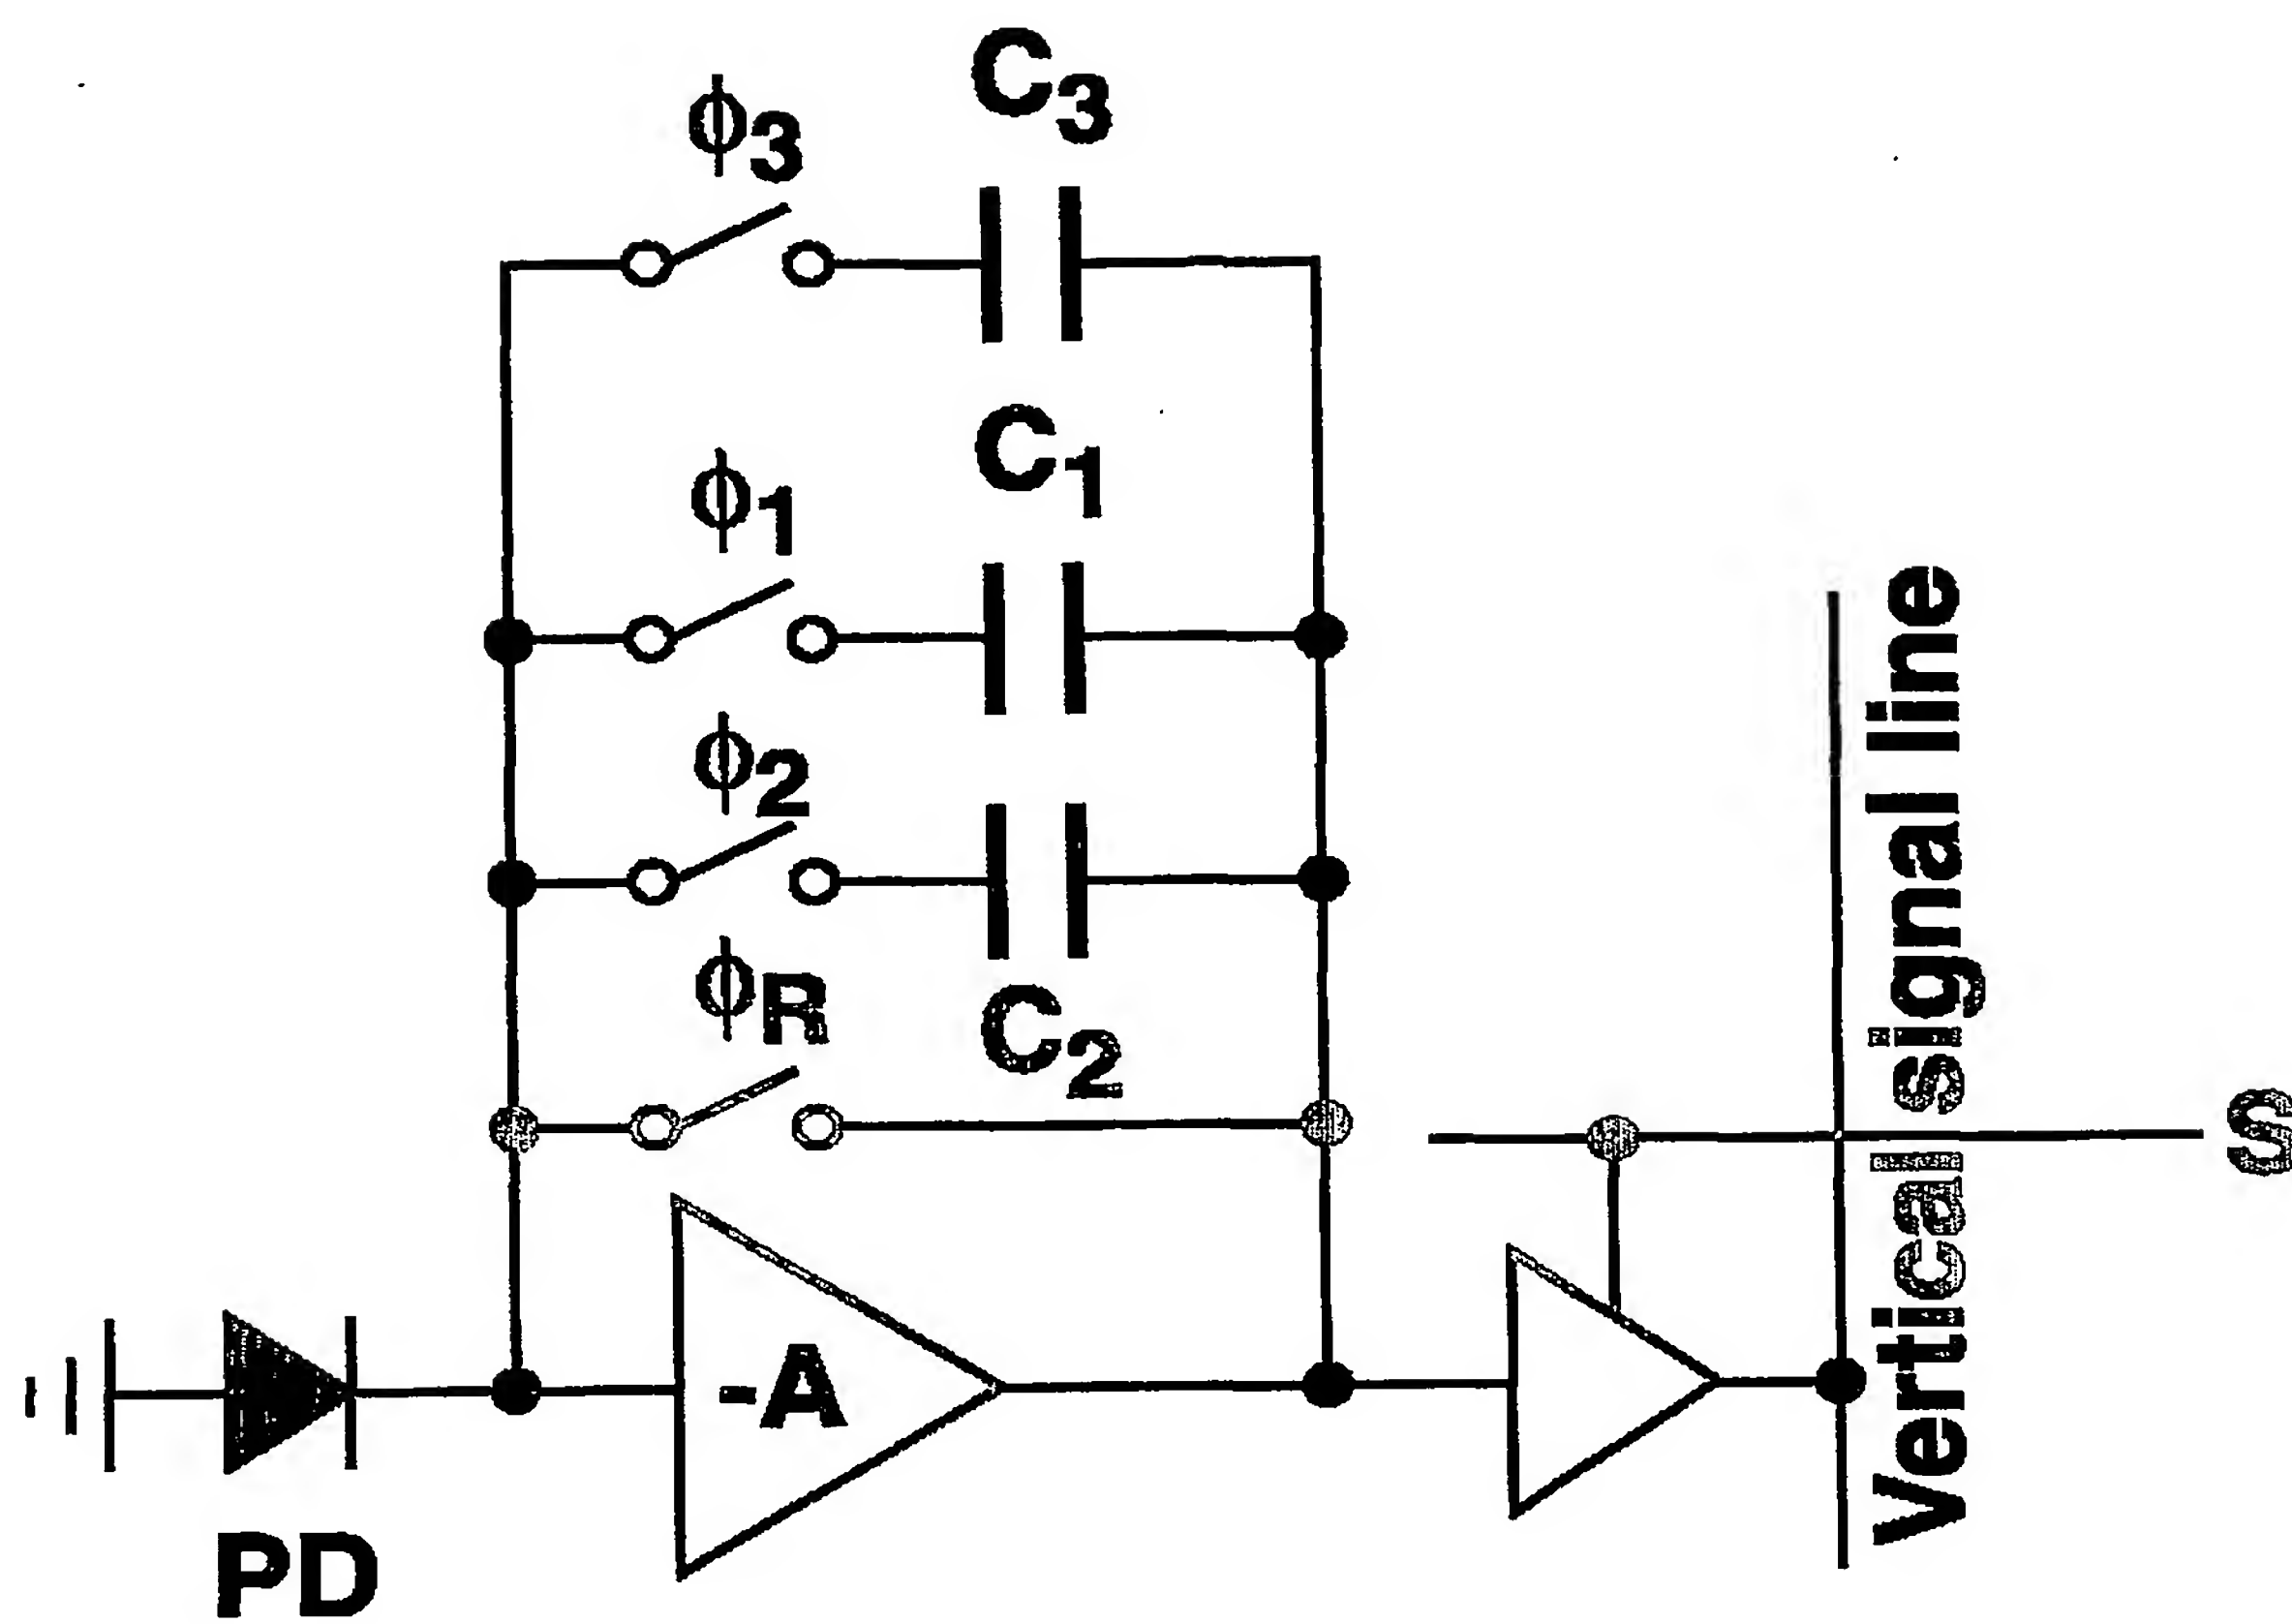 C3
ϕ3
C1
ϕ1
ϕ2
ϕR
C2
Vertical signal line
S
-A
PD